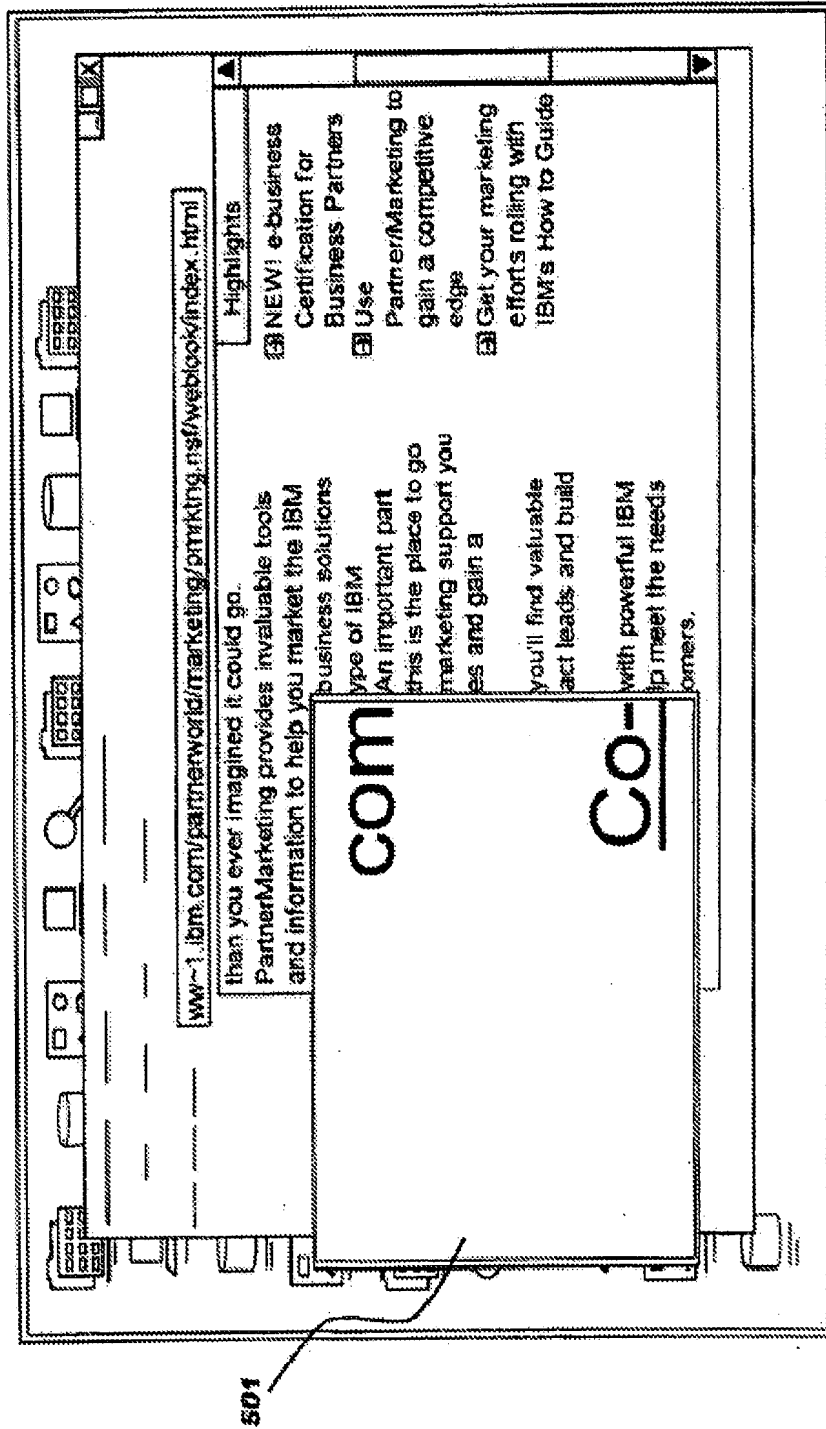 ww~1.ibm.com/partnerworld/marketing/pmrktng.nsf/weblook/index.html
than you ever imagined it could go.
PartnerMarketing provides invaluable tools
and information to help you market the IBM
business solutions
ype of IBM
An important part
this is the place to go
marketing support you
es and gain a
you'll find valuable
act leads and build
with powerful IBM
lp meet the needs
omers.
Highlights
NEW! e-business
Certification for
Business Partners
Use
Partner/Marketing to
gain a competitive
edge
Get your marketing
efforts rolling with
IBM's How to Guide
com
Co-
501